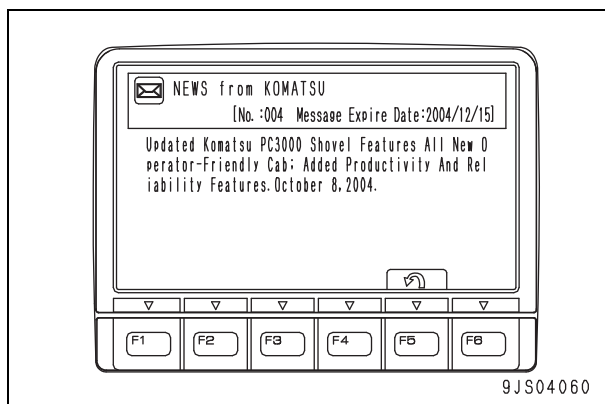 NEWS from KOMATSU
[No. :004 Message Expire Date:2004/12/15]
Updated Komatsu PC3000 Shovel Features All New O
perator-Friendly Cab; Added Productivity And Rel
iability Features.October 8,2004.
F1 F2 F3 F4 F5 F6
9JS04060